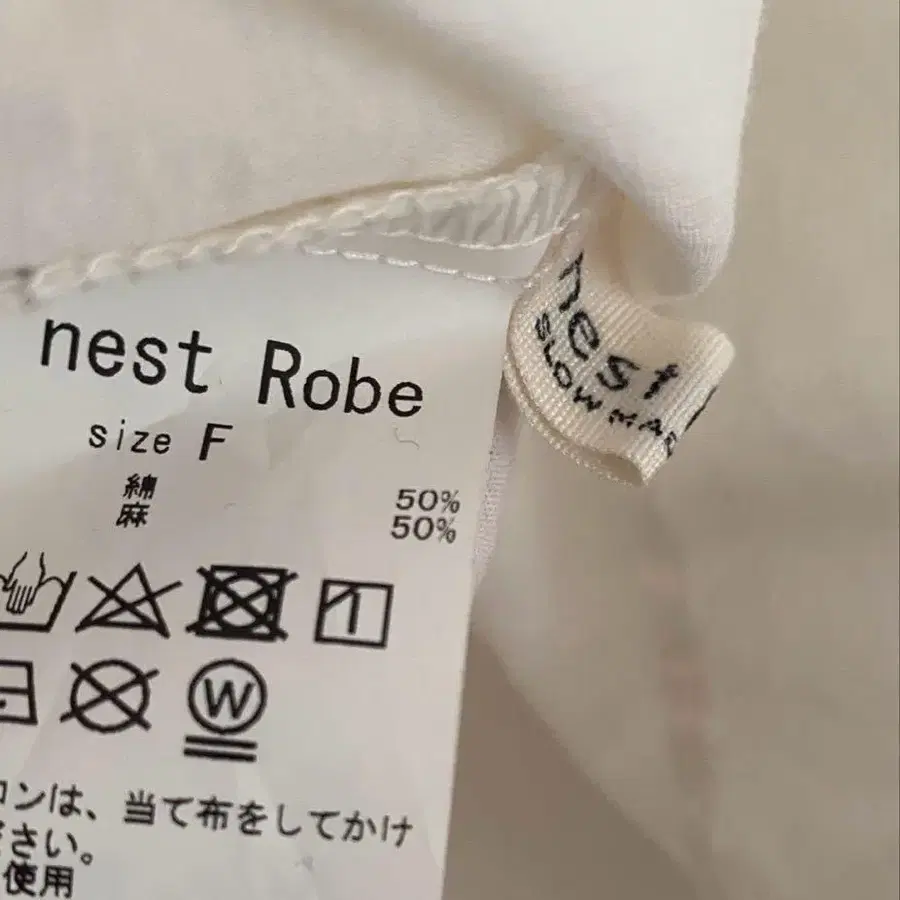 nest Robe
size F
綿 50%
麻 50%
W
ンは、当て布をしてかけ
さい。
使用
nest
SLOW MA